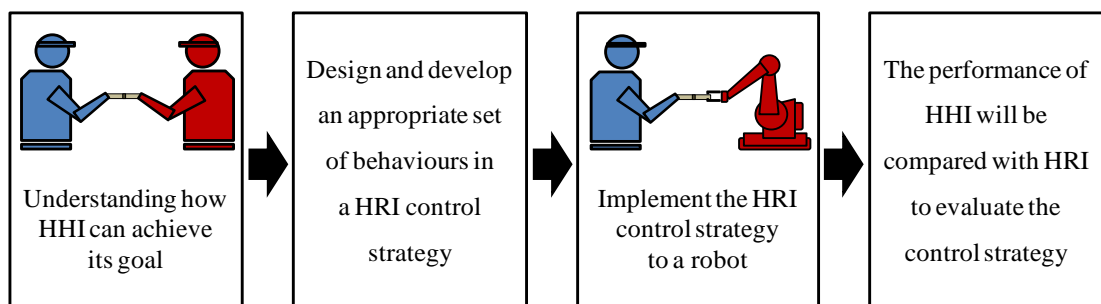 Understanding how
HHI can achieve
its goal
Design and develop
an appropriate set
of behaviours in
a HRI control
strategy
Implement the HRI
control strategy
to a robot
The performance of
HHI will be
compared with HRI
to evaluate the
control strategy